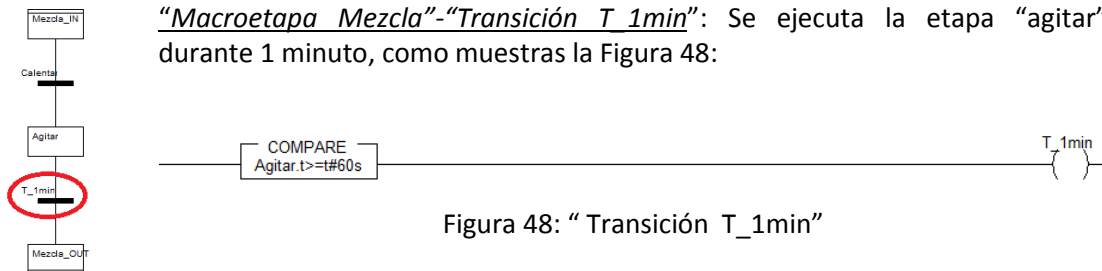 Mezcla_IN
Calentar
Agitar
T_1min
Mezcla_OUT
“Macroetapa Mezcla”-“Transición T_1min”: Se ejecuta la etapa “agitar”
durante 1 minuto, como muestras la Figura 48:
COMPARE
Agitar.t>=t#60s
T_1min
Figura 48: “ Transición T_1min”